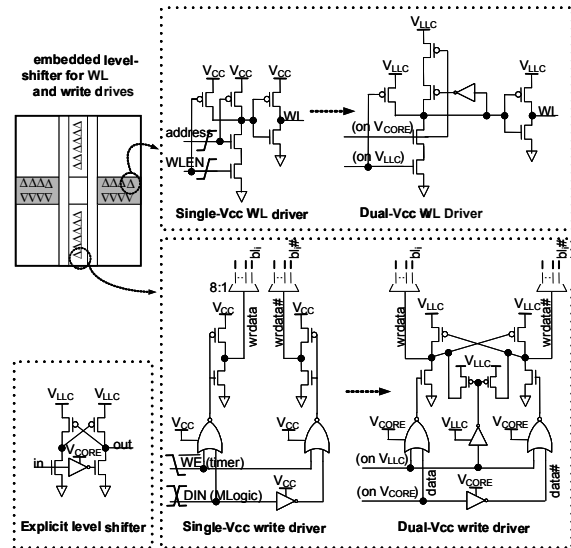 embedded level-
shifter for WL
and write drives
V_CC
V_CC
V_CC
WL
address
WLEN
Single-Vcc WL driver
V_LLC
V_LLC
V_LLC
WL
(on V_CORE)
(on V_LLC)
Dual-Vcc WL Driver
8:1
bl_i
bl_i#
V_CC
wrdata
wrdata#
V_CC
V_CC
V_CC
WE (timer)
DIN (MLogic)
V_CC
Single-Vcc write driver
bl_i
bl_i#
wrdata
wrdata#
V_LLC
V_LLC
V_LLC
V_CORE
V_LLC
V_CORE
(on V_LLC)
data
(on V_CORE)
V_CORE
data#
Dual-Vcc write driver
V_LLC
V_LLC
V_CORE
in
out
Explicit level shifter